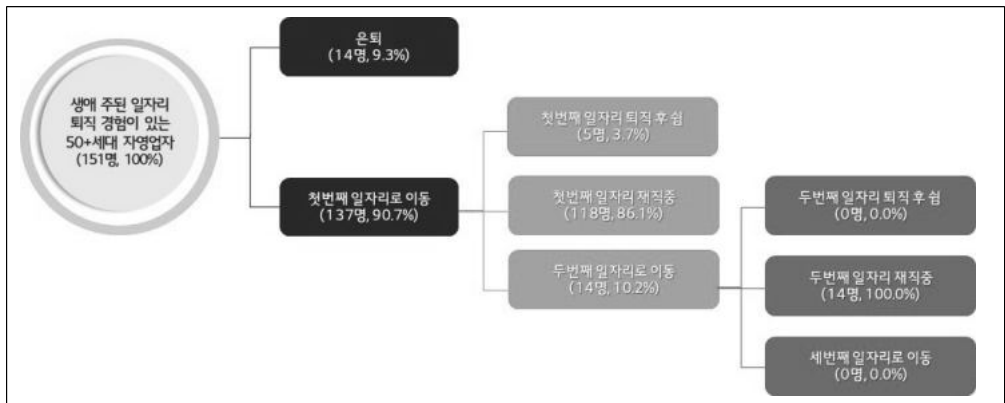 생애 주된 일자리
퇴직 경험이 있는
50+세대 자영업자
(151명, 100%)
은퇴
(14명, 9.3%)
첫번째 일자리로 이동
(137명, 90.7%)
첫번째 일자리 퇴직 후 쉼
(5명, 3.7%)
첫번째 일자리 재직중
(118명, 86.1%)
두번째 일자리로 이동
(14명, 10.2%)
두번째 일자리 퇴직 후 쉼
(0명, 0.0%)
두번째 일자리 재직중
(14명, 100.0%)
세번째 일자리로 이동
(0명, 0.0%)